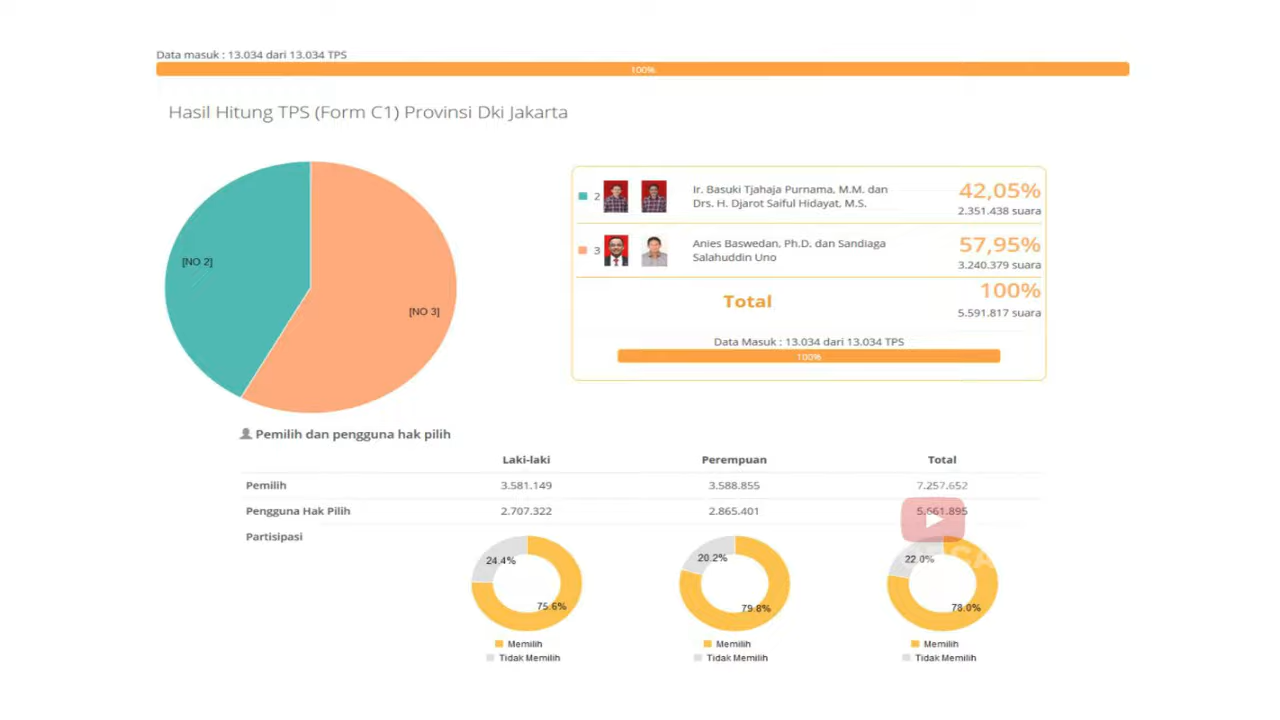 Data masuk : 13.034 dari 13.034 TPS
100%
Hasil Hitung TPS (Form C1) Provinsi Dki Jakarta
[NO 2]
[NO 3]
2
Ir. Basuki Tjahaja Purnama, M.M. dan
Drs. H. Djarot Saiful Hidayat, M.S.
42,05%
2.351.438 suara
3
Anies Baswedan, Ph.D. dan Sandiaga
Salahuddin Uno
57,95%
3.240.379 suara
Total
100%
5.591.817 suara
Data Masuk : 13.034 dari 13.034 TPS
100%
Pemilih dan pengguna hak pilih
Laki-laki Perempuan Total
Pemilih 3.581.149 3.588.855 7.257.652
Pengguna Hak Pilih 2.707.322 2.865.401 5.661.895
Partisipasi
24.4% 20.2% 22.0%
75.6% 79.8% 78.0%
Memilih Memilih Memilih
Tidak Memilih Tidak Memilih Tidak Memilih